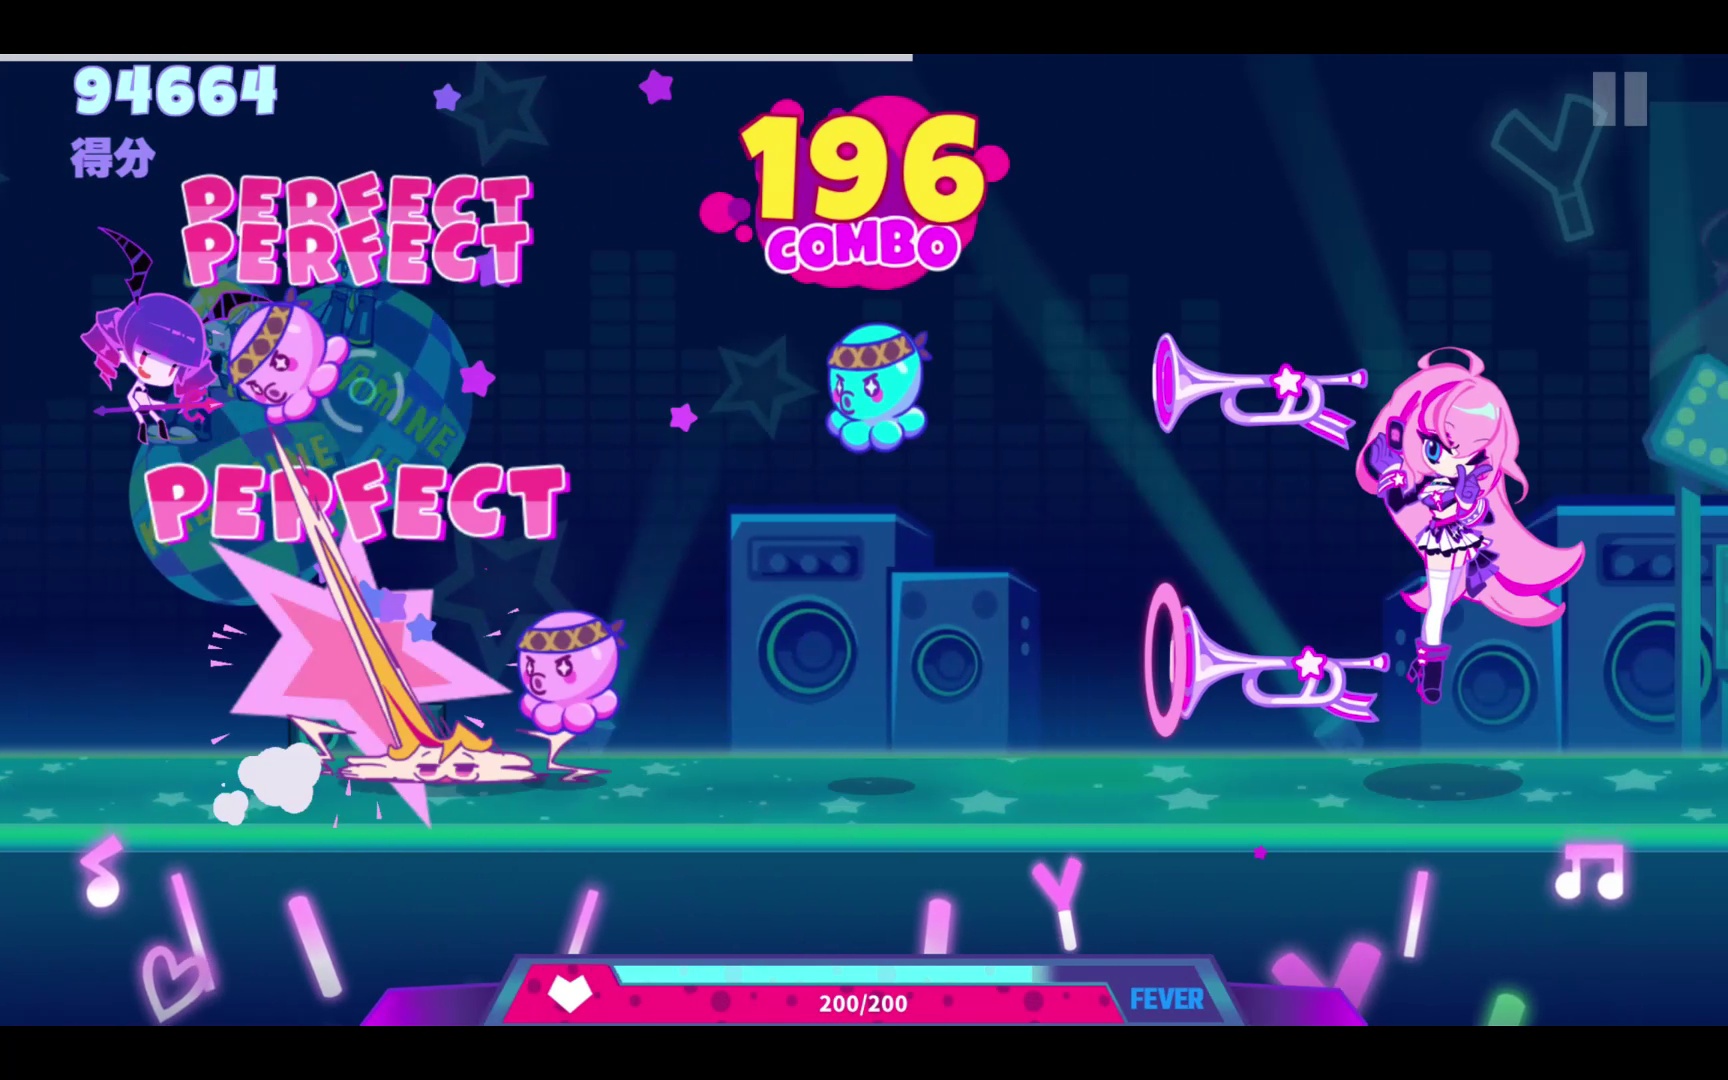 94664
得分
196
COMBO
PERFECT
PERFECT
PERFECT
200/200
FEVER